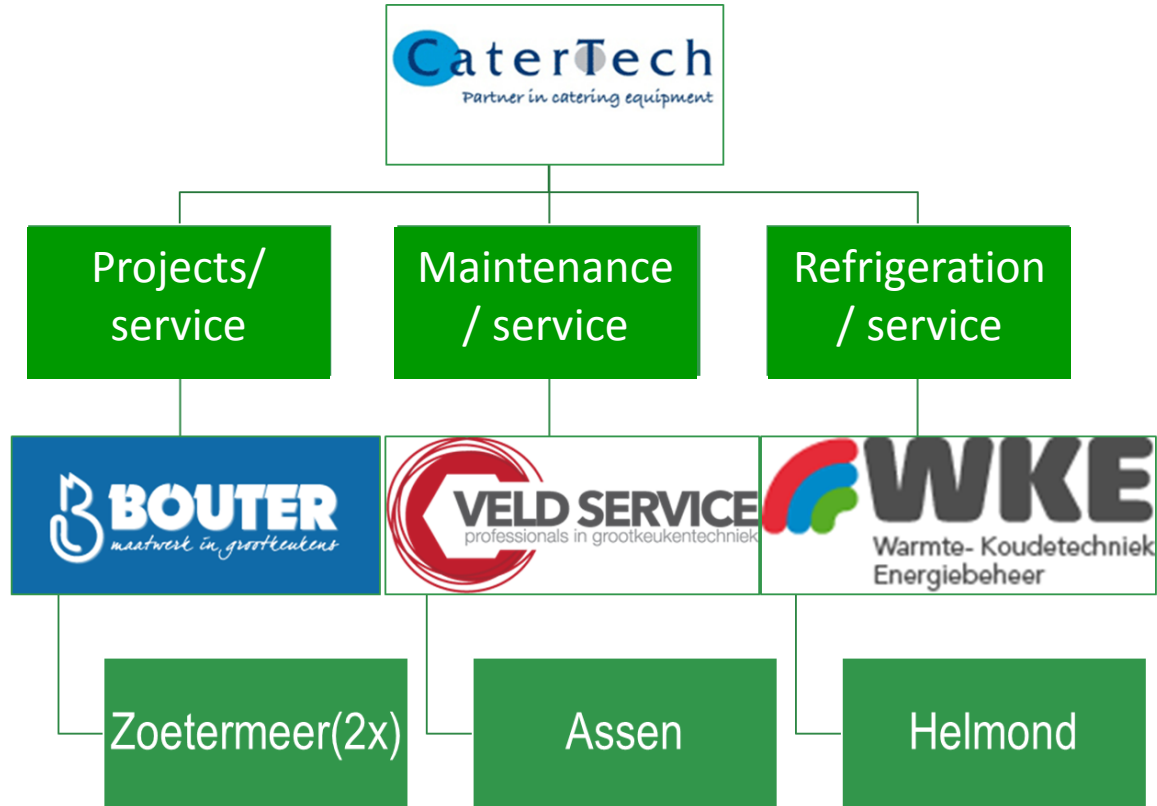 CaterTech
Partner in catering equipment
Projects/
service
Maintenance
/ service
Refrigeration
/ service
BOUTER
maatwerk in grootkeukens
VELD SERVICE
professionals in grootkeukentechniek
WKE
Warmte- Koudetechniek
Energiebeheer
Zoetermeer(2x)
Assen
Helmond